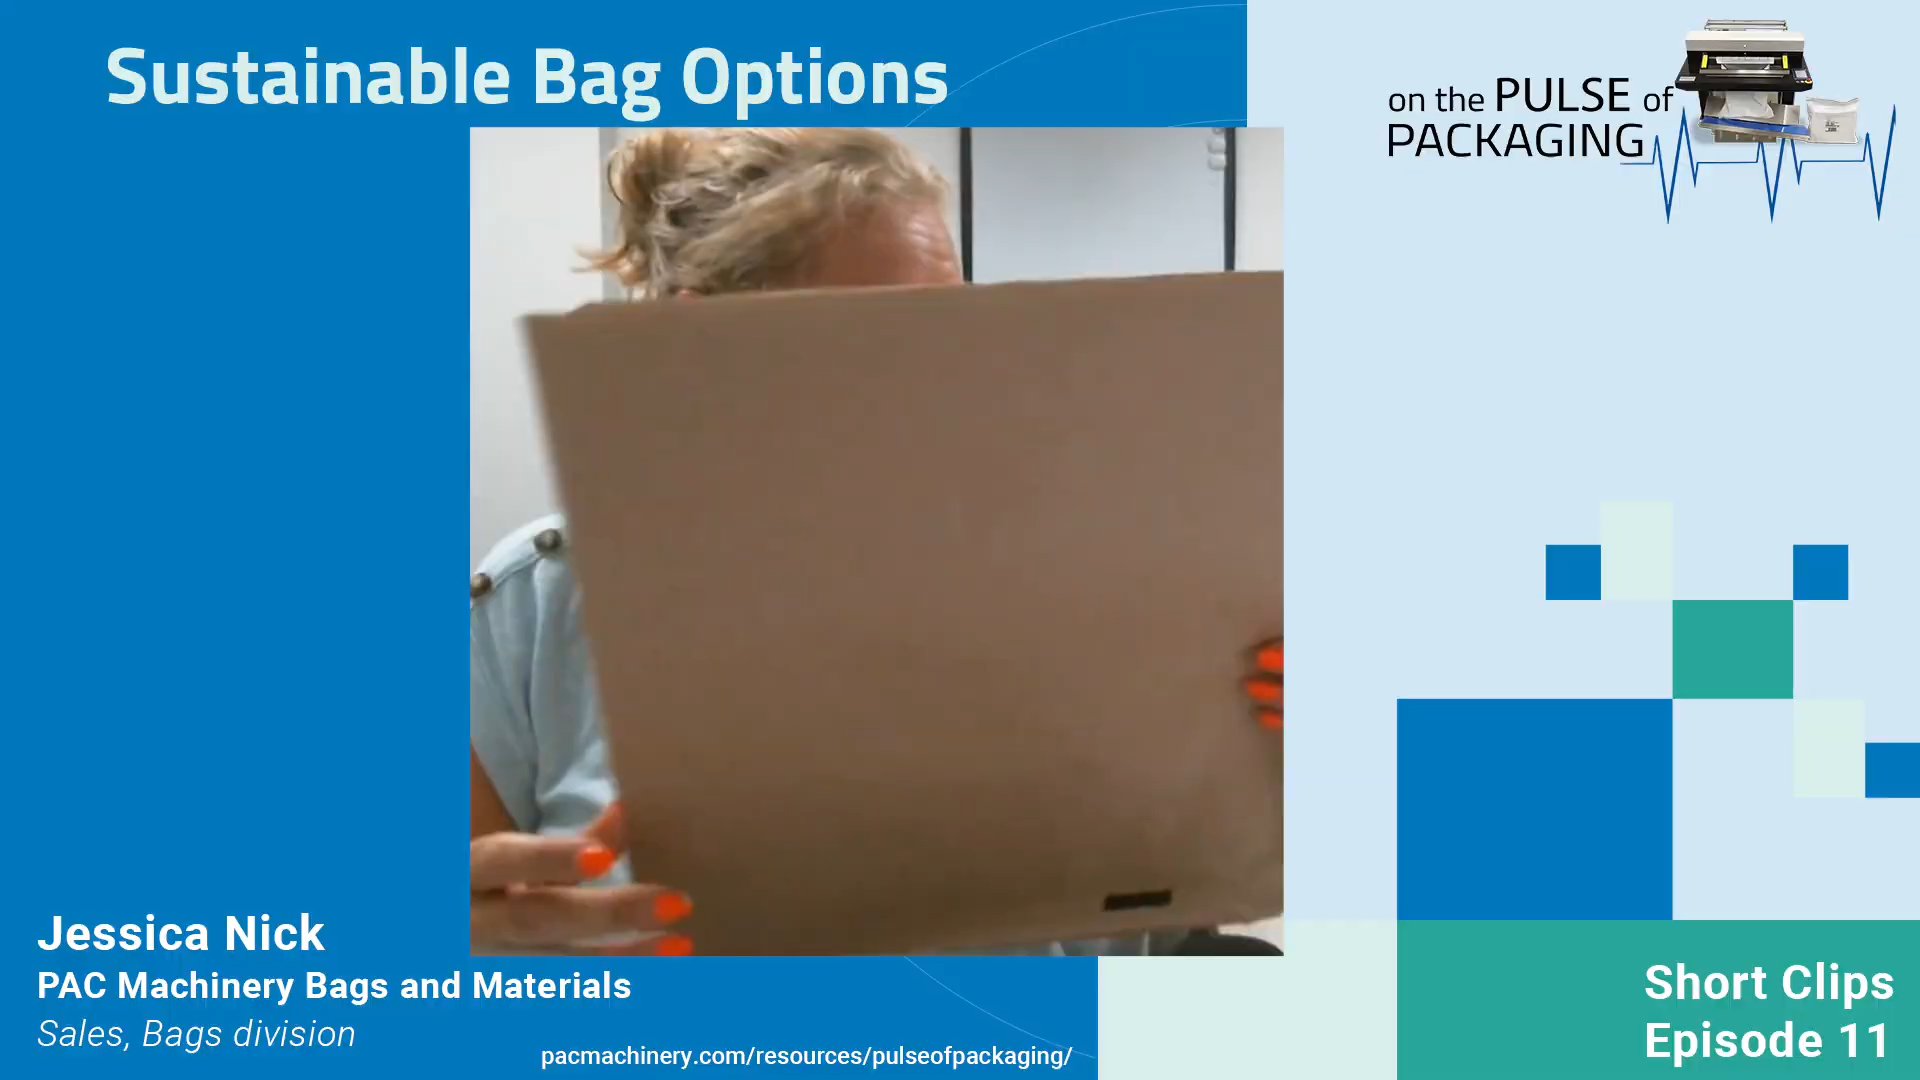 Sustainable Bag Options
on the PULSE of
PACKAGING
Jessica Nick
PAC Machinery Bags and Materials
Sales, Bags division
pacmachinery.com/resources/pulseofpackaging/
Short Clips
Episode 11